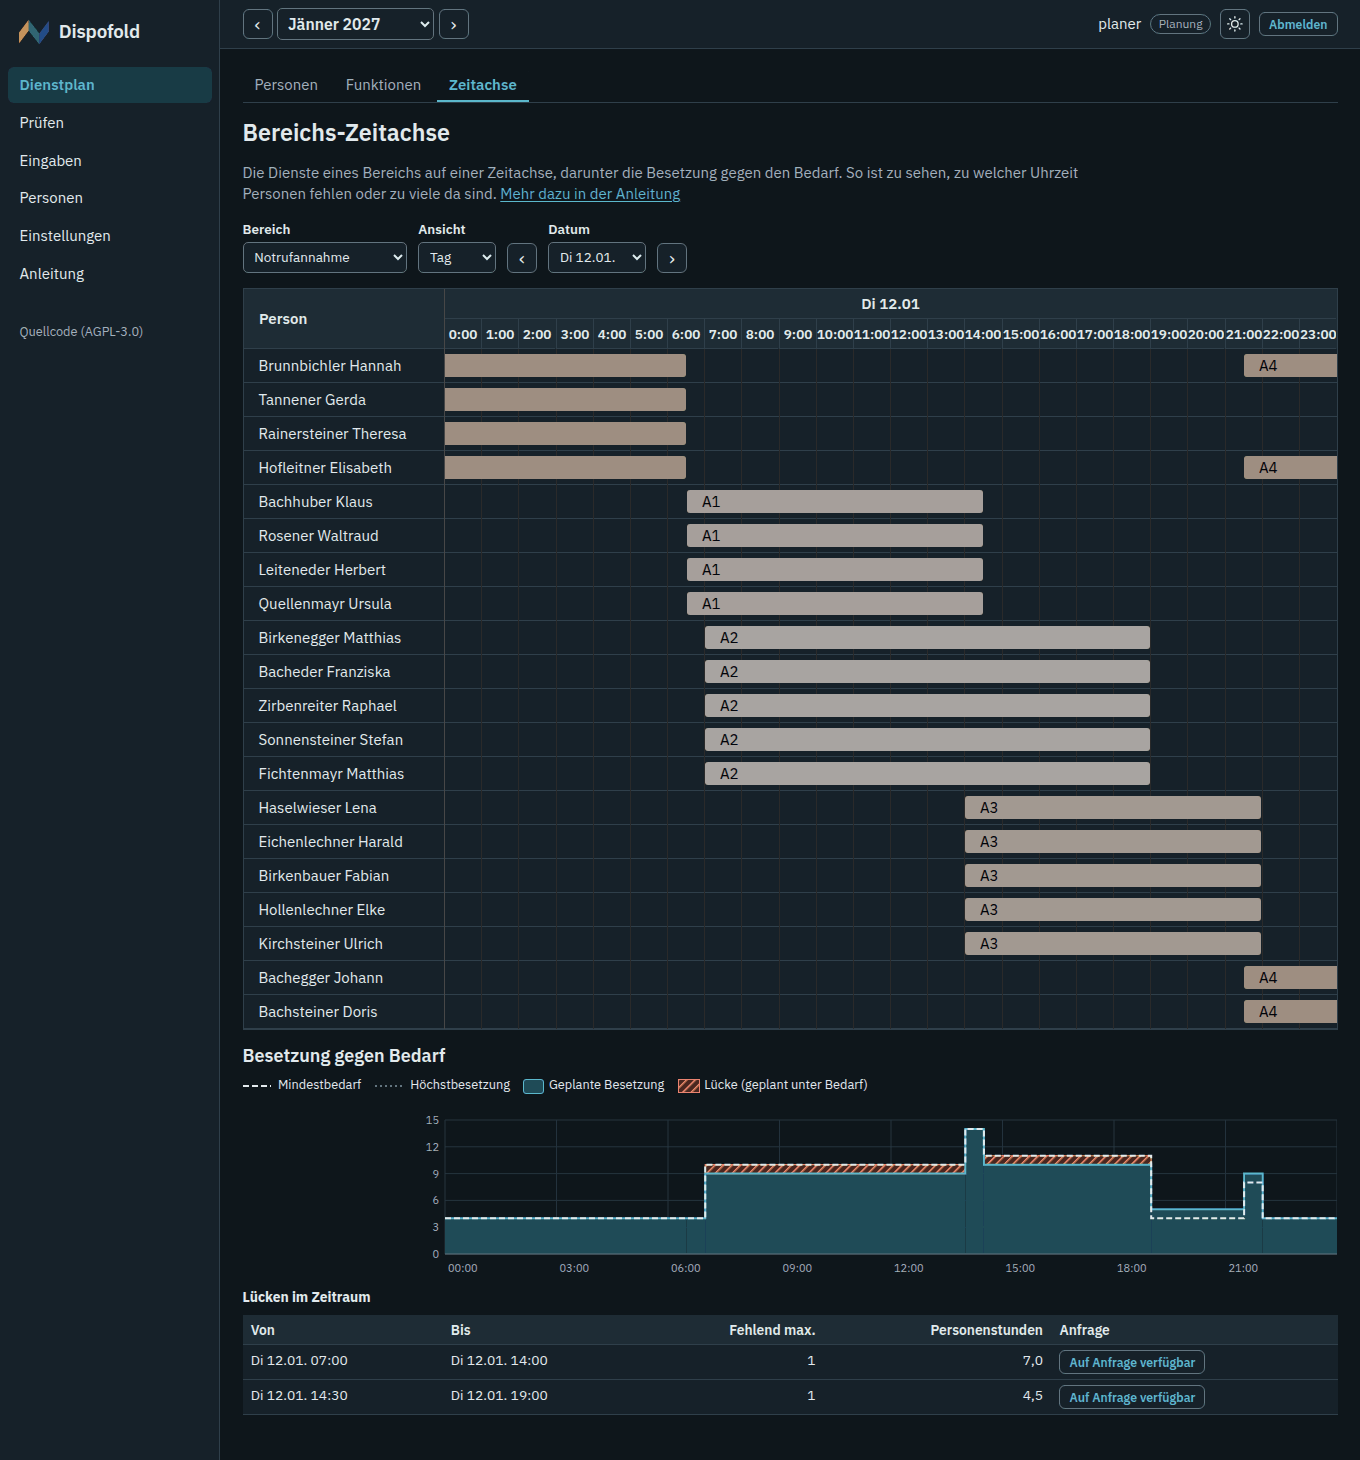 Dispofold
Dienstplan
Prüfen
Eingaben
Personen
Einstellungen
Anleitung
Quellcode (AGPL-3.0)
‹ Jänner 2027 ›
planer Planung Abmelden
Personen Funktionen Zeitachse
Bereichs-Zeitachse
Die Dienste eines Bereichs auf einer Zeitachse, darunter die Besetzung gegen den Bedarf. So ist zu sehen, zu welcher Uhrzeit
Personen fehlen oder zu viele da sind. Mehr dazu in der Anleitung
Bereich Ansicht Datum
Notrufannahme Tag ‹ Di 12.01. ›
Person Di 12.01
0:00 1:00 2:00 3:00 4:00 5:00 6:00 7:00 8:00 9:00 10:00 11:00 12:00 13:00 14:00 15:00 16:00 17:00 18:00 19:00 20:00 21:00 22:00 23:00
Brunnbichler Hannah A4
Tannener Gerda
Rainersteiner Theresa
Hofleitner Elisabeth A4
Bachhuber Klaus A1
Rosener Waltraud A1
Leiteneder Herbert A1
Quellenmayr Ursula A1
Birkenegger Matthias A2
Bacheder Franziska A2
Zirbenreiter Raphael A2
Sonnensteiner Stefan A2
Fichtenmayr Matthias A2
Haselwieser Lena A3
Eichenlechner Harald A3
Birkenbauer Fabian A3
Hollenlechner Elke A3
Kirchsteiner Ulrich A3
Bachegger Johann A4
Bachsteiner Doris A4
Besetzung gegen Bedarf
Mindestbedarf Höchstbesetzung Geplante Besetzung Lücke (geplant unter Bedarf)
15
12
9
6
3
0
00:00 03:00 06:00 09:00 12:00 15:00 18:00 21:00
Lücken im Zeitraum
Von Bis Fehlend max. Personenstunden Anfrage
Di 12.01. 07:00 Di 12.01. 14:00 1 7,0 Auf Anfrage verfügbar
Di 12.01. 14:30 Di 12.01. 19:00 1 4,5 Auf Anfrage verfügbar